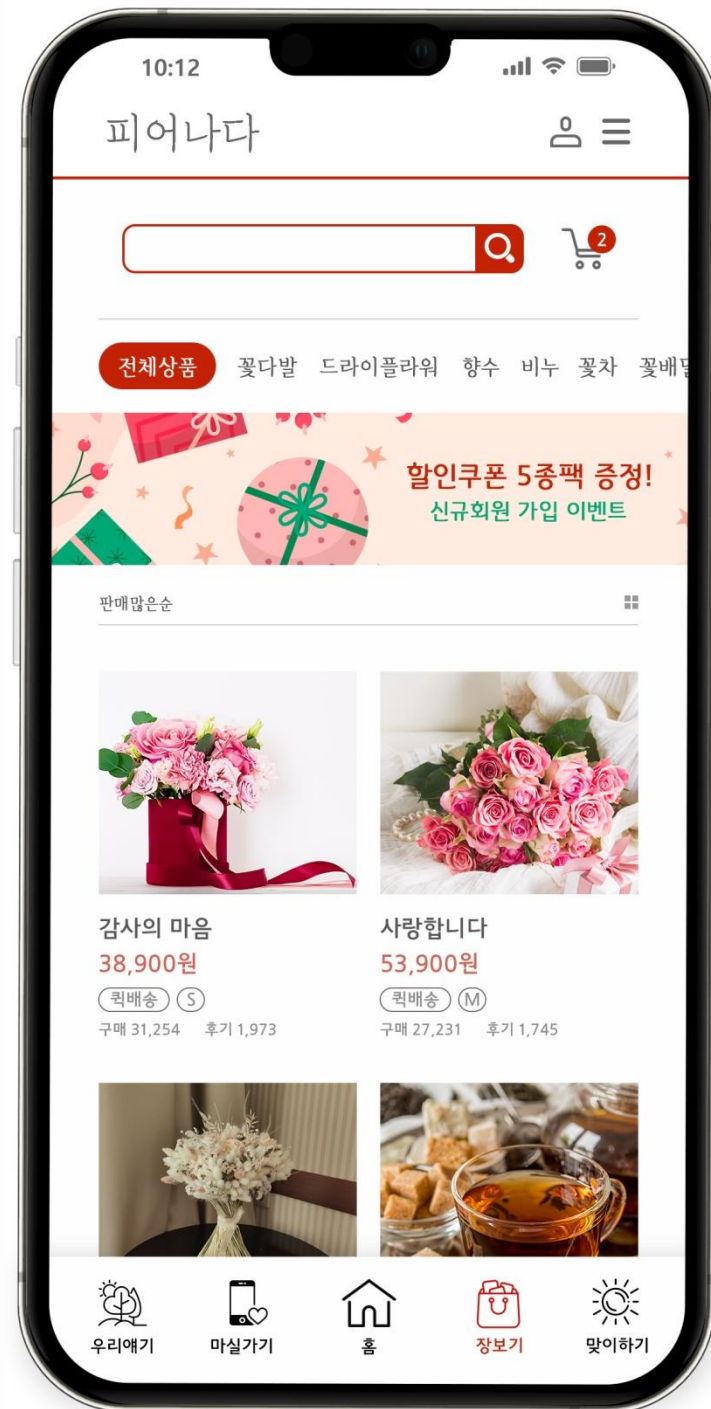 10:12
피어나다
2
전체상품 꽃다발 드라이플라워 향수 비누 꽃차 꽃배달
할인쿠폰 5종팩 증정!
신규회원 가입 이벤트
판매많은순
감사의 마음
38,900원
퀵배송 S
구매 31,254 후기 1,973
사랑합니다
53,900원
퀵배송 M
구매 27,231 후기 1,745
우리얘기 마실가기 홈 장보기 맞이하기